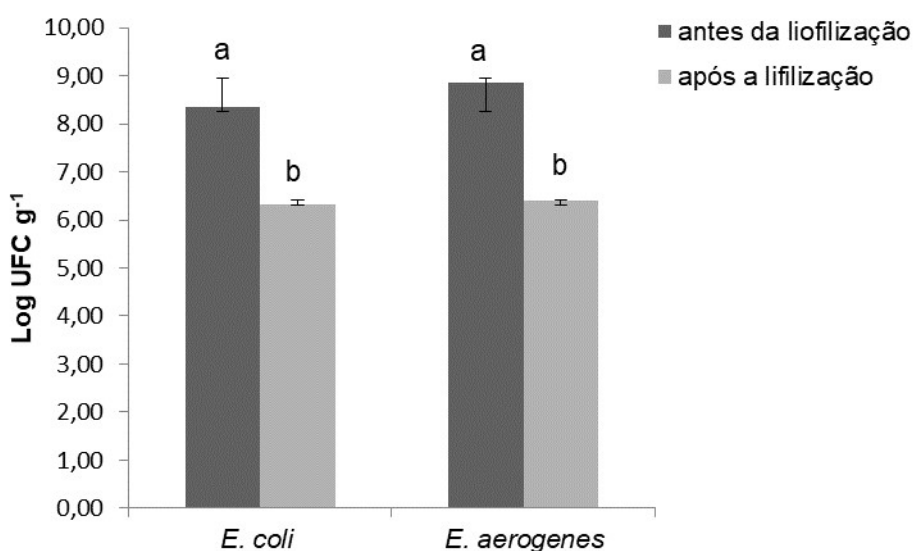 10,00
9,00
8,00
7,00
6,00
5,00
4,00
3,00
2,00
1,00
0,00
Log UFC g-1
a
b
a
b
E. coli
E. aerogenes
antes da liofilização
após a lifilização